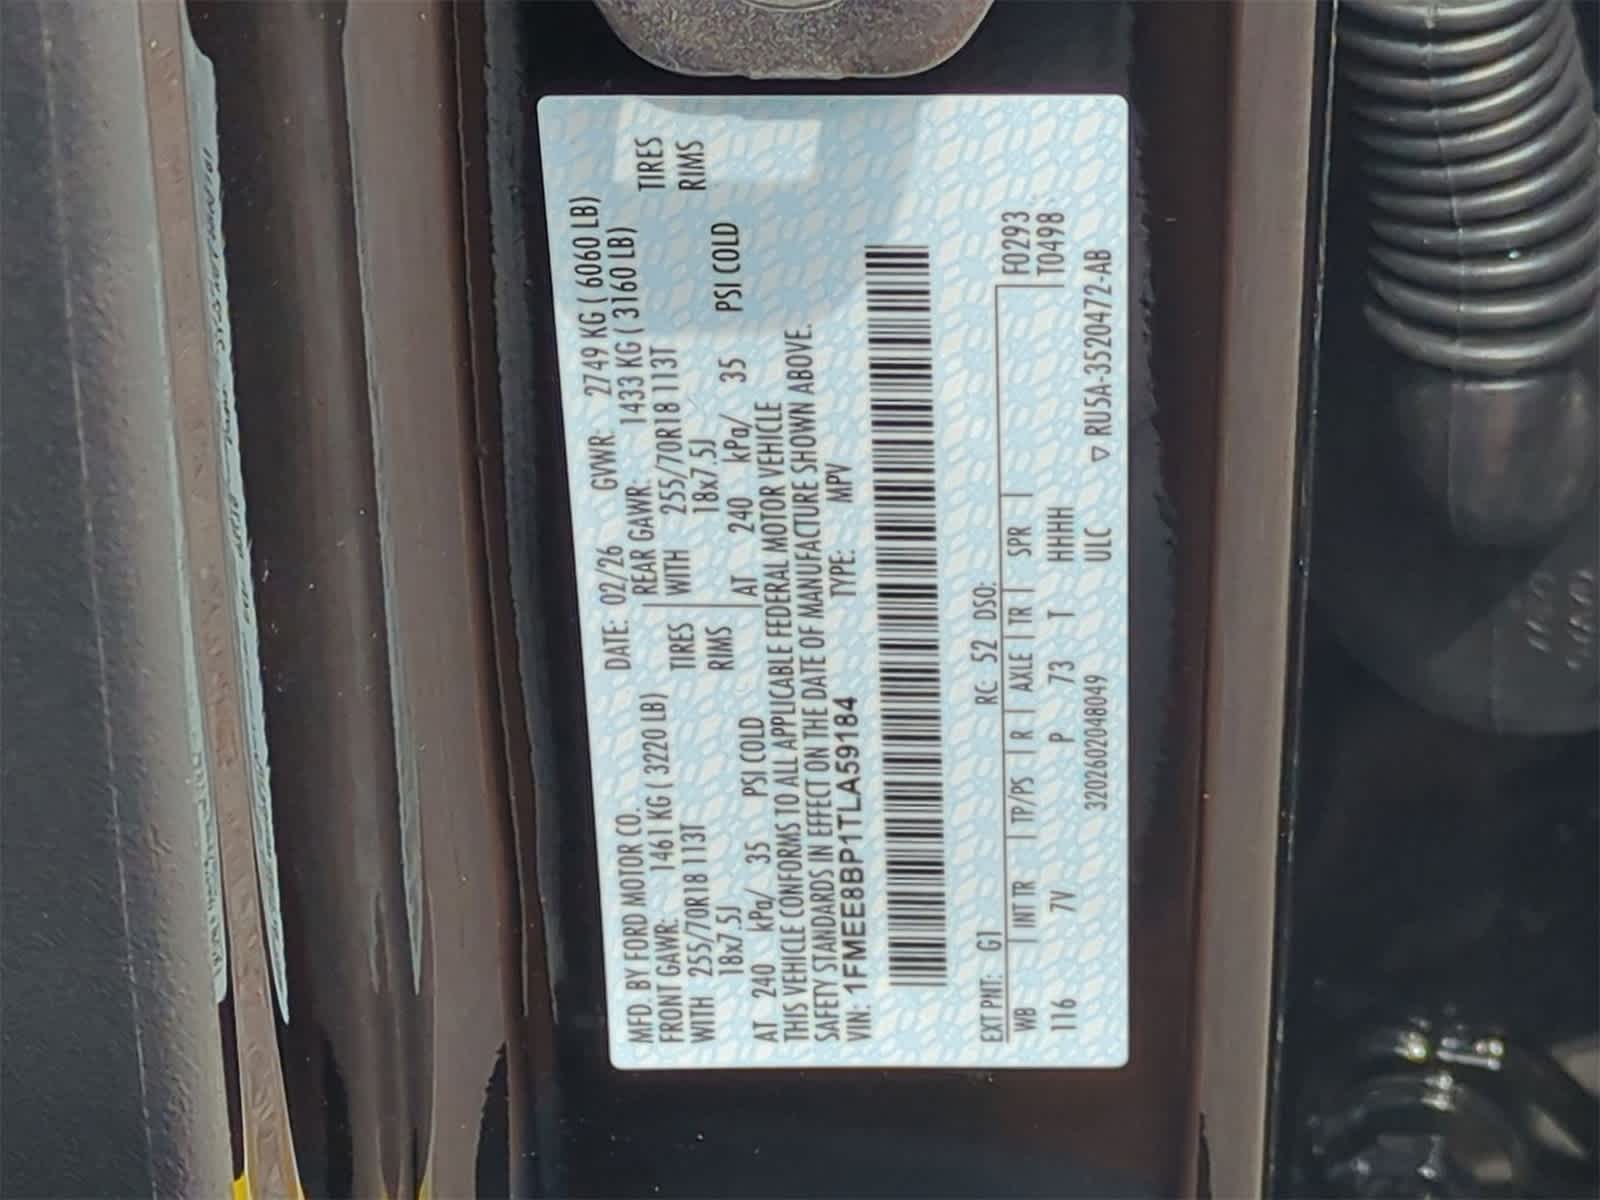 MFD. BY FORD MOTOR CO. DATE: 02/26 GVWR: 2749 KG ( 6060 LB)
FRONT GAWR: 1461 KG ( 3220 LB) REAR GAWR: 1433 KG ( 3160 LB)
WITH 255/70R18 113T TIRES WITH 255/70R18 113T TIRES
18x7.5J RIMS 18x7.5J RIMS
AT 240 kPa/ 35 PSI COLD AT 240 kPa/ 35 PSI COLD
THIS VEHICLE CONFORMS TO ALL APPLICABLE FEDERAL MOTOR VEHICLE
SAFETY STANDARDS IN EFFECT ON THE DATE OF MANUFACTURE SHOWN ABOVE.
VIN: 1FMEE8BP1TLA59184 TYPE: MPV
EXT PNT: G1 RC: 52 DSO: F0293
WB INT TR TP/PS R AXLE TR SPR T0498
116 7V P 73 T HHHH
3202602048049 ULC ▽ RU5A-3520472-AB